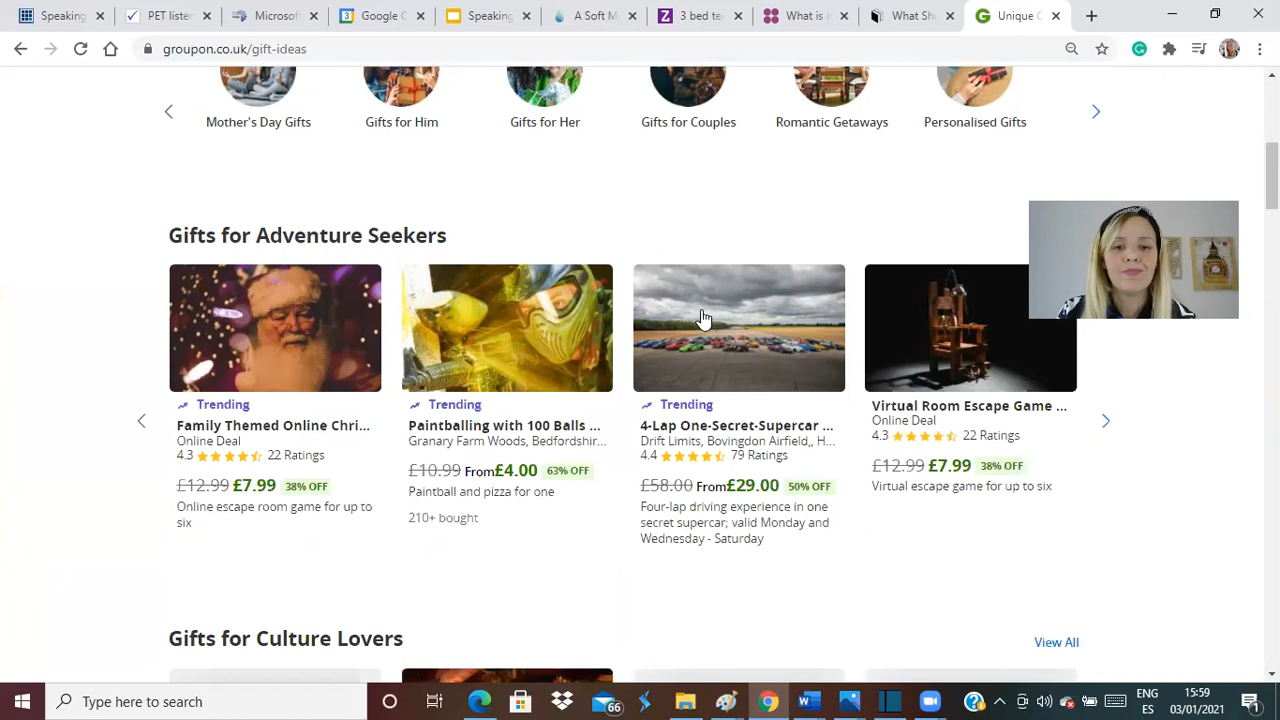 Speaking
PET list
Microsof
Google C
Speaking
A Soft M
3 bed t
What is i
What S
Unique G
groupon.co.uk/gift-ideas
Mother's Day Gifts
Gifts for Him
Gifts for Her
Gifts for Couples
Romantic Getaways
Personalised Gifts
Gifts for Adventure Seekers
Trending
Family Themed Online Chri...
Online Deal
4.3 22 Ratings
£12.99 £7.99 38% OFF
Online escape room game for up to
six
Trending
Paintballing with 100 Balls ...
Granary Farm Woods, Bedfordshir...
£10.99 From£4.00 63% OFF
Paintball and pizza for one
210+ bought
Trending
4-Lap One-Secret-Supercar ...
Drift Limits, Bovingdon Airfield,, H...
4.4 79 Ratings
£58.00 From£29.00 50% OFF
Four-lap driving experience in one
secret supercar; valid Monday and
Wednesday - Saturday
Virtual Room Escape Game ...
Online Deal
4.3 22 Ratings
£12.99 £7.99 38% OFF
Virtual escape game for up to six
Gifts for Culture Lovers
View All
Type here to search
66
ENG
ES
15:59
03/01/2021
1